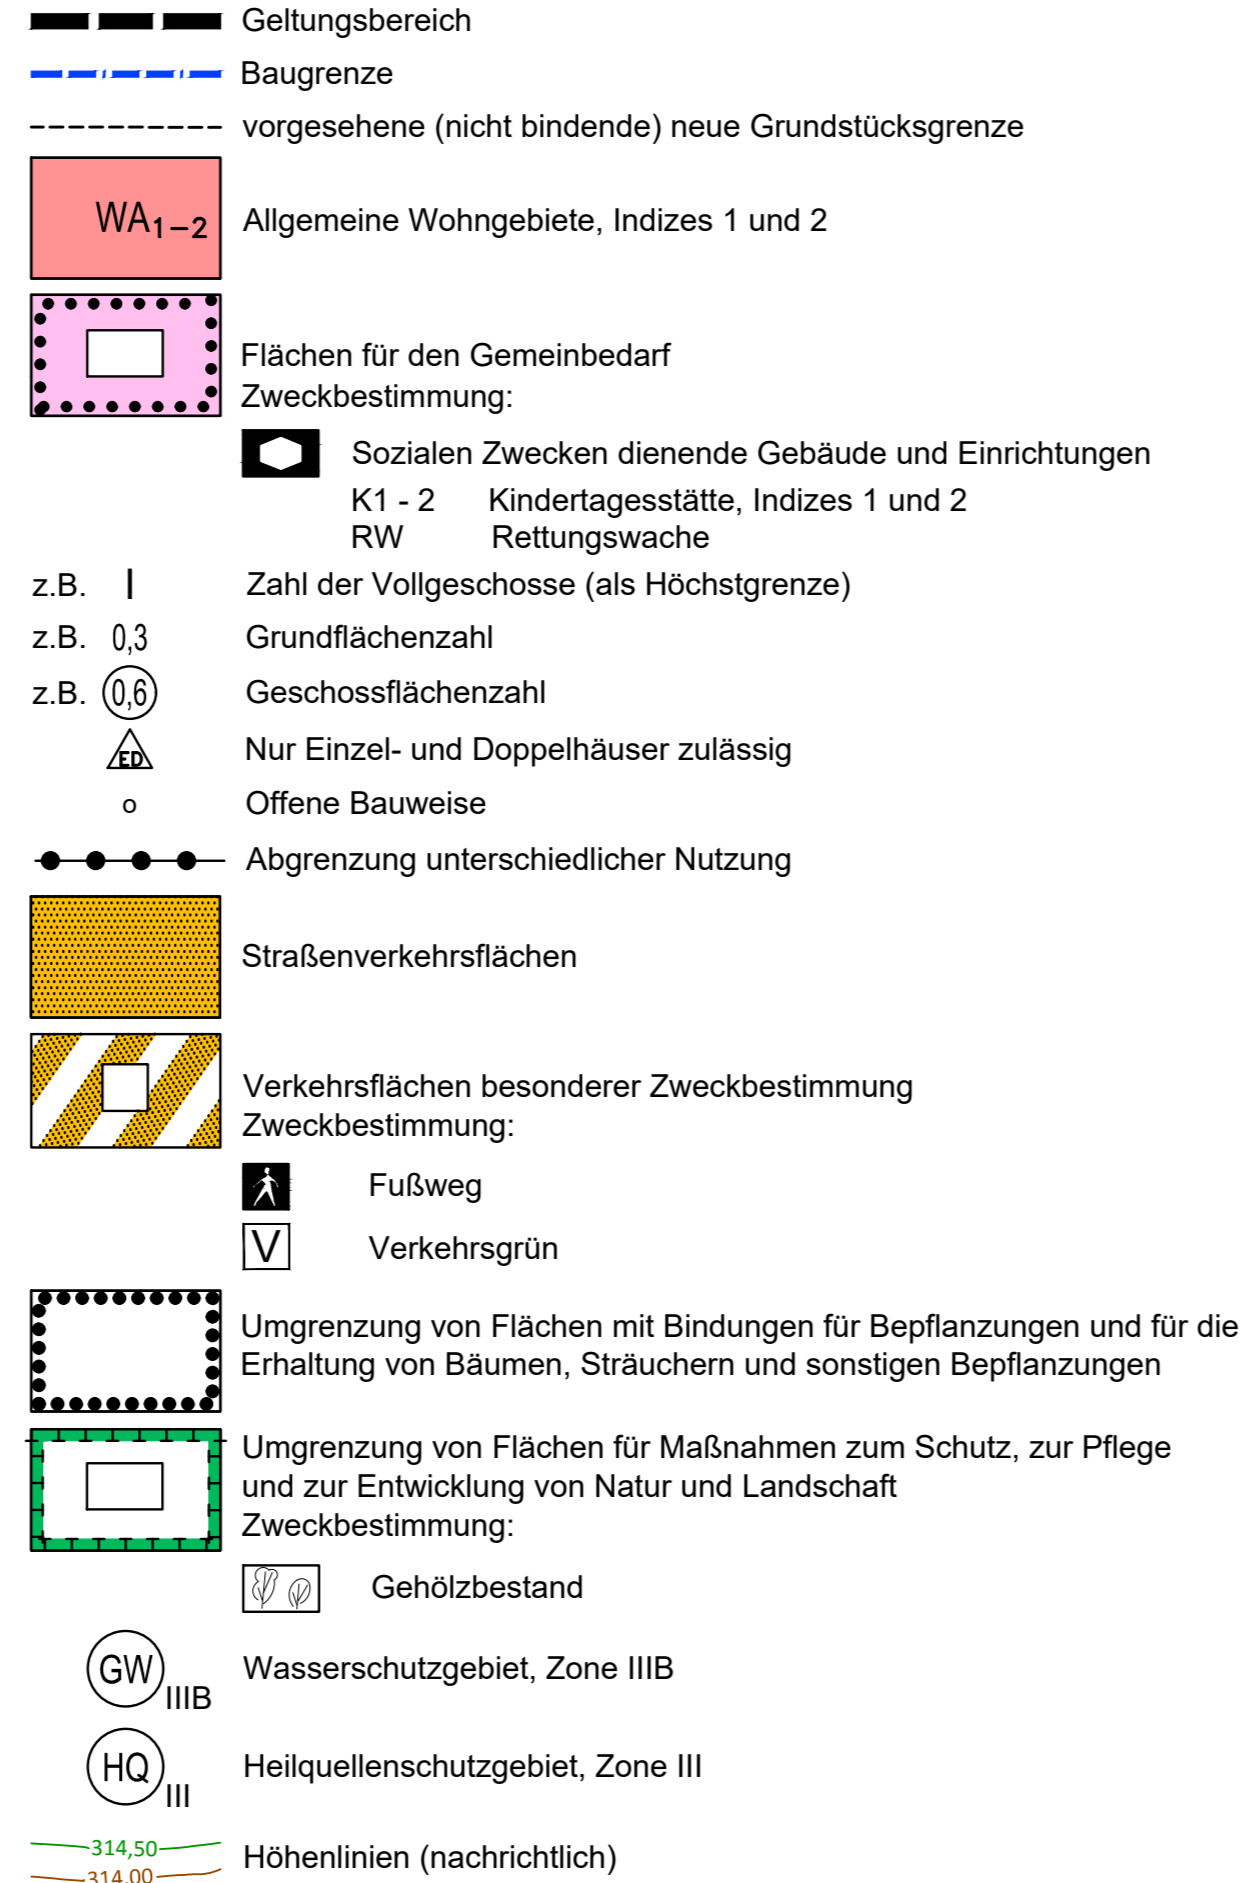 Geltungsbereich
Baugrenze
vorgesehene (nicht bindende) neue Grundstücksgrenze
WA1-2 Allgemeine Wohngebiete, Indizes 1 und 2
Flächen für den Gemeinbedarf
Zweckbestimmung:
Sozialen Zwecken dienende Gebäude und Einrichtungen
K1 - 2 Kindertagesstätte, Indizes 1 und 2
RW Rettungswache
z.B. I Zahl der Vollgeschosse (als Höchstgrenze)
z.B. 0,3 Grundflächenzahl
z.B. 0,6 Geschossflächenzahl
ED Nur Einzel- und Doppelhäuser zulässig
o Offene Bauweise
Abgrenzung unterschiedlicher Nutzung
Straßenverkehrsflächen
Verkehrsflächen besonderer Zweckbestimmung
Zweckbestimmung:
Fußweg
V Verkehrsgrün
Umgrenzung von Flächen mit Bindungen für Bepflanzungen und für die
Erhaltung von Bäumen, Sträuchern und sonstigen Bepflanzungen
Umgrenzung von Flächen für Maßnahmen zum Schutz, zur Pflege
und zur Entwicklung von Natur und Landschaft
Zweckbestimmung:
Gehölzbestand
GW IIIB Wasserschutzgebiet, Zone IIIB
HQ III Heilquellenschutzgebiet, Zone III
314,50 Höhenlinien (nachrichtlich)
314,00